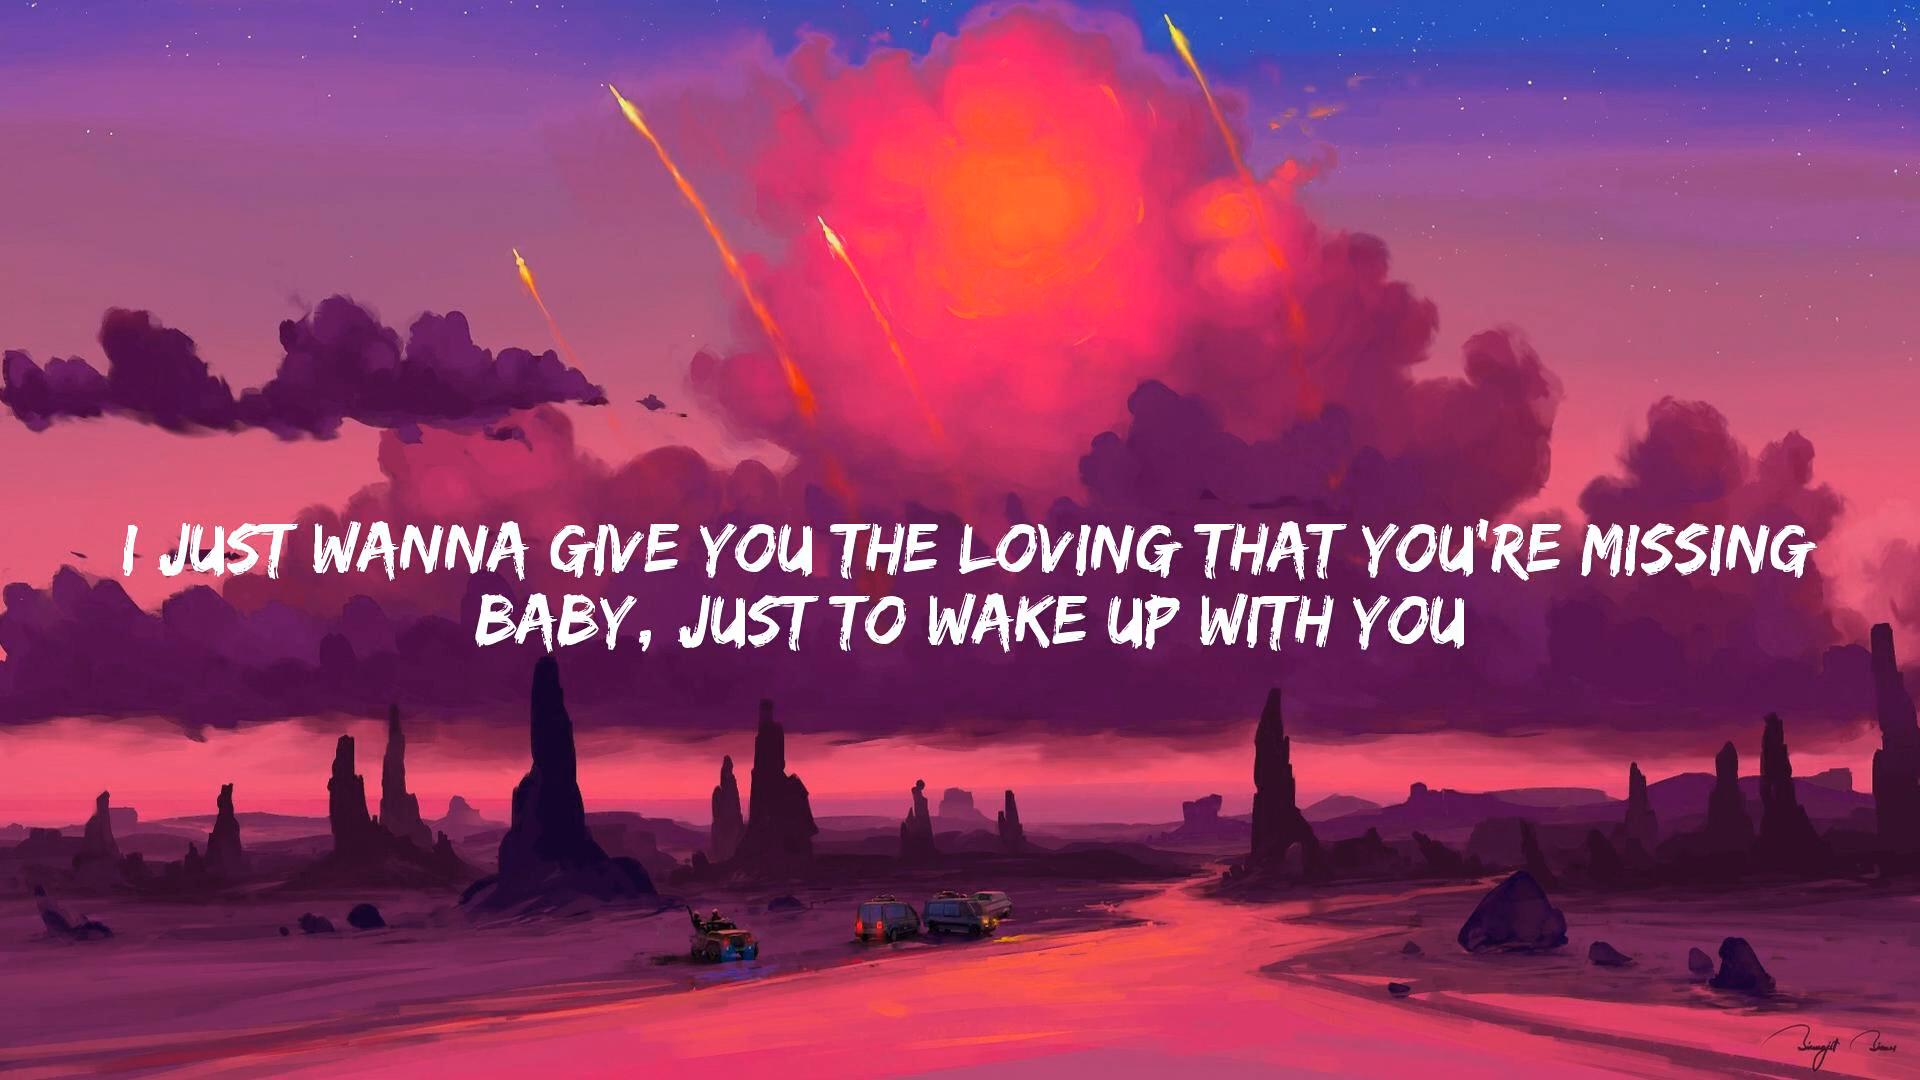 I JUST WANNA GIVE YOU THE LOVING THAT YOU'RE MISSING
BABY, JUST TO WAKE UP WITH YOU